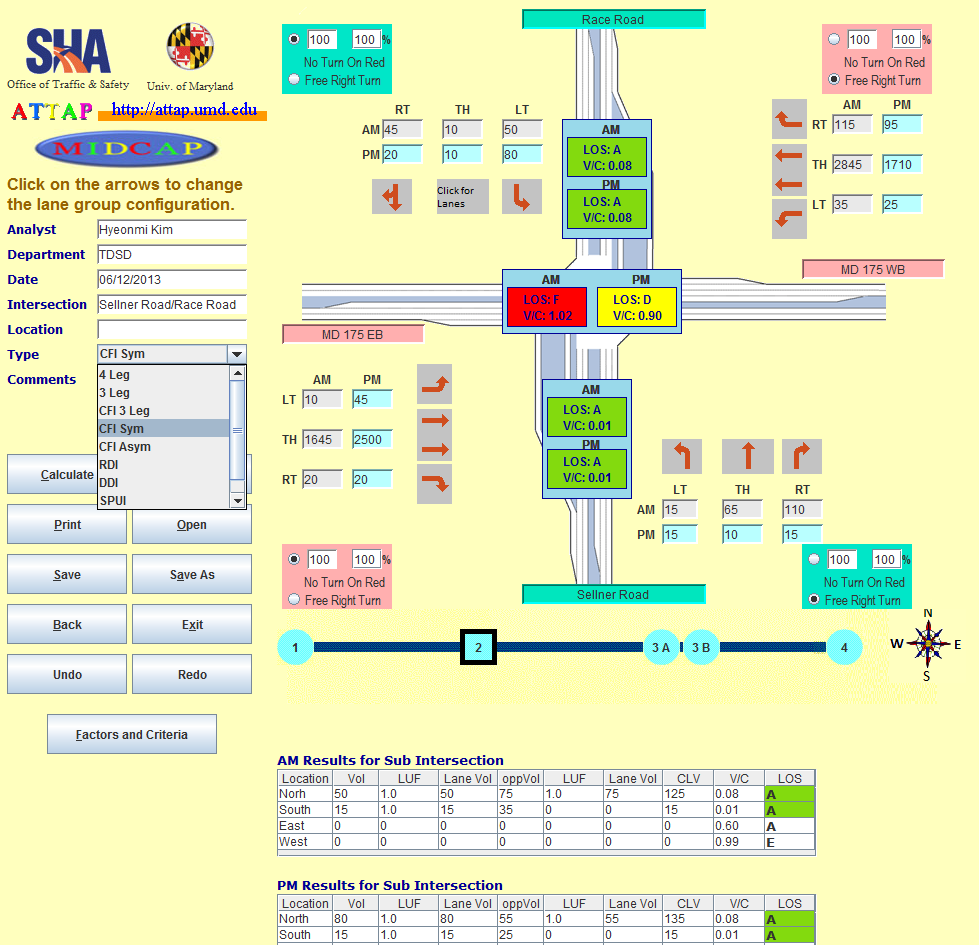 SHA
Office of Traffic & Safety
Univ. of Maryland
ATTAP
http://attap.umd.edu
MIDCAP
Click on the arrows to change
the lane group configuration.
Analyst Hyeonmi Kim
Department TDSD
Date 06/12/2013
Intersection Sellner Road/Race Road
Location
Type CFI Sym
Comments
4 Leg
3 Leg
CFI 3 Leg
CFI Sym
CFI Asym
RDI
DDI
SPUI
Calculate
Print Open
Save Save As
Back Exit
Undo Redo
Factors and Criteria
Race Road
100 100 %
No Turn On Red
Free Right Turn
RT TH LT
AM 45 10 50
PM 20 10 80
Click for
Lanes
AM
LOS: A
V/C: 0.08
PM
LOS: A
V/C: 0.08
100 100 %
No Turn On Red
Free Right Turn
AM PM
RT 115 95
TH 2845 1710
LT 35 25
MD 175 WB
AM PM
LOS: F LOS: D
V/C: 1.02 V/C: 0.90
MD 175 EB
AM PM
LT 10 45
TH 1645 2500
RT 20 20
AM
LOS: A
V/C: 0.01
PM
LOS: A
V/C: 0.01
LT TH RT
AM 15 65 110
PM 15 10 15
100 100 %
No Turn On Red
Free Right Turn
100 100 %
No Turn On Red
Free Right Turn
Sellner Road
1 2 3 A 3 B 4
N
W E
S
AM Results for Sub Intersection
Location Vol LUF Lane Vol oppVol LUF Lane Vol CLV V/C LOS
Norh 50 1.0 50 75 1.0 75 125 0.08 A
South 15 1.0 15 35 0 0 15 0.01 A
East 0 0 0 0 0 0 0 0.60 A
West 0 0 0 0 0 0 0 0.99 E
PM Results for Sub Intersection
Location Vol LUF Lane Vol oppVol LUF Lane Vol CLV V/C LOS
North 80 1.0 80 55 1.0 55 135 0.08 A
South 15 1.0 15 25 0 0 15 0.01 A